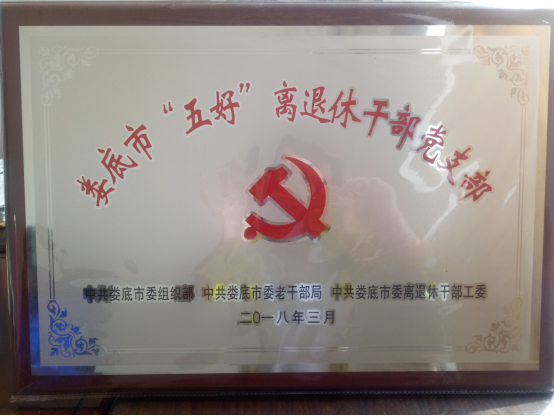 娄底市“五好”离退休干部党支部
中共娄底市委组织部 中共娄底市委老干部局 中共娄底市委离退休干部工委
二〇一八年三月